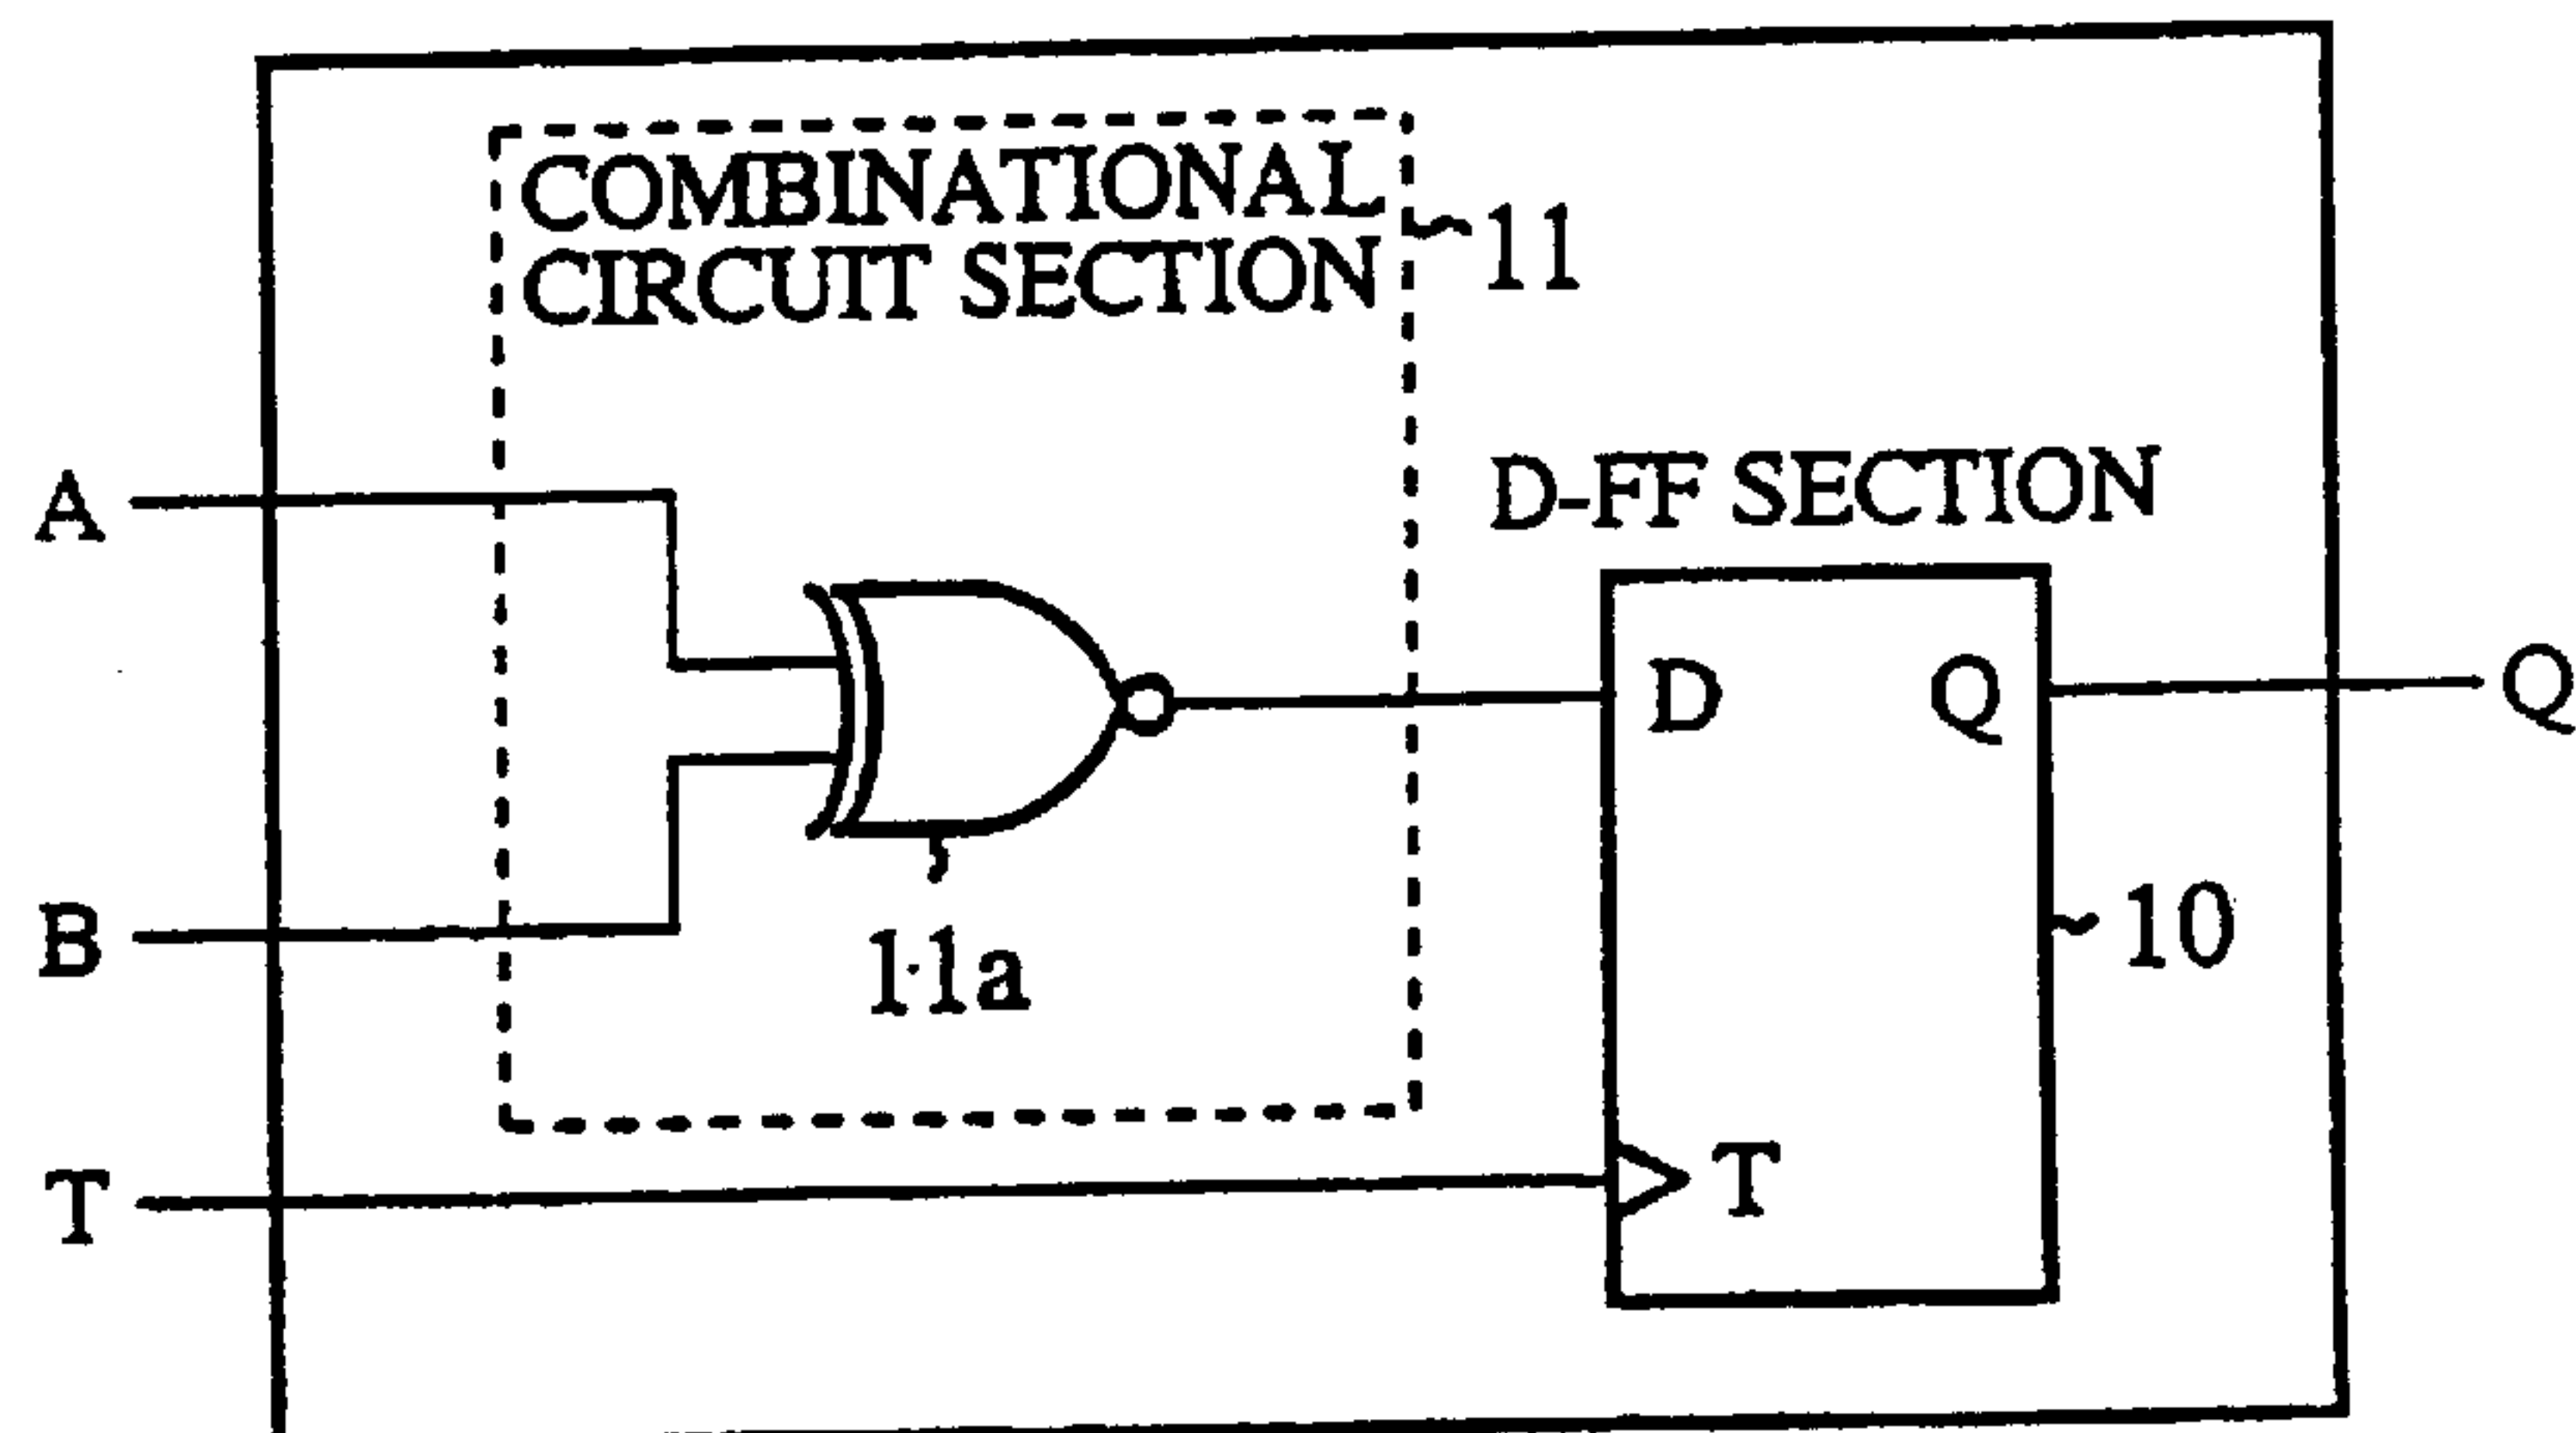 COMBINATIONAL
CIRCUIT SECTION
11
A
D-FF SECTION
D
Q
Q
B
11a
10
T
T